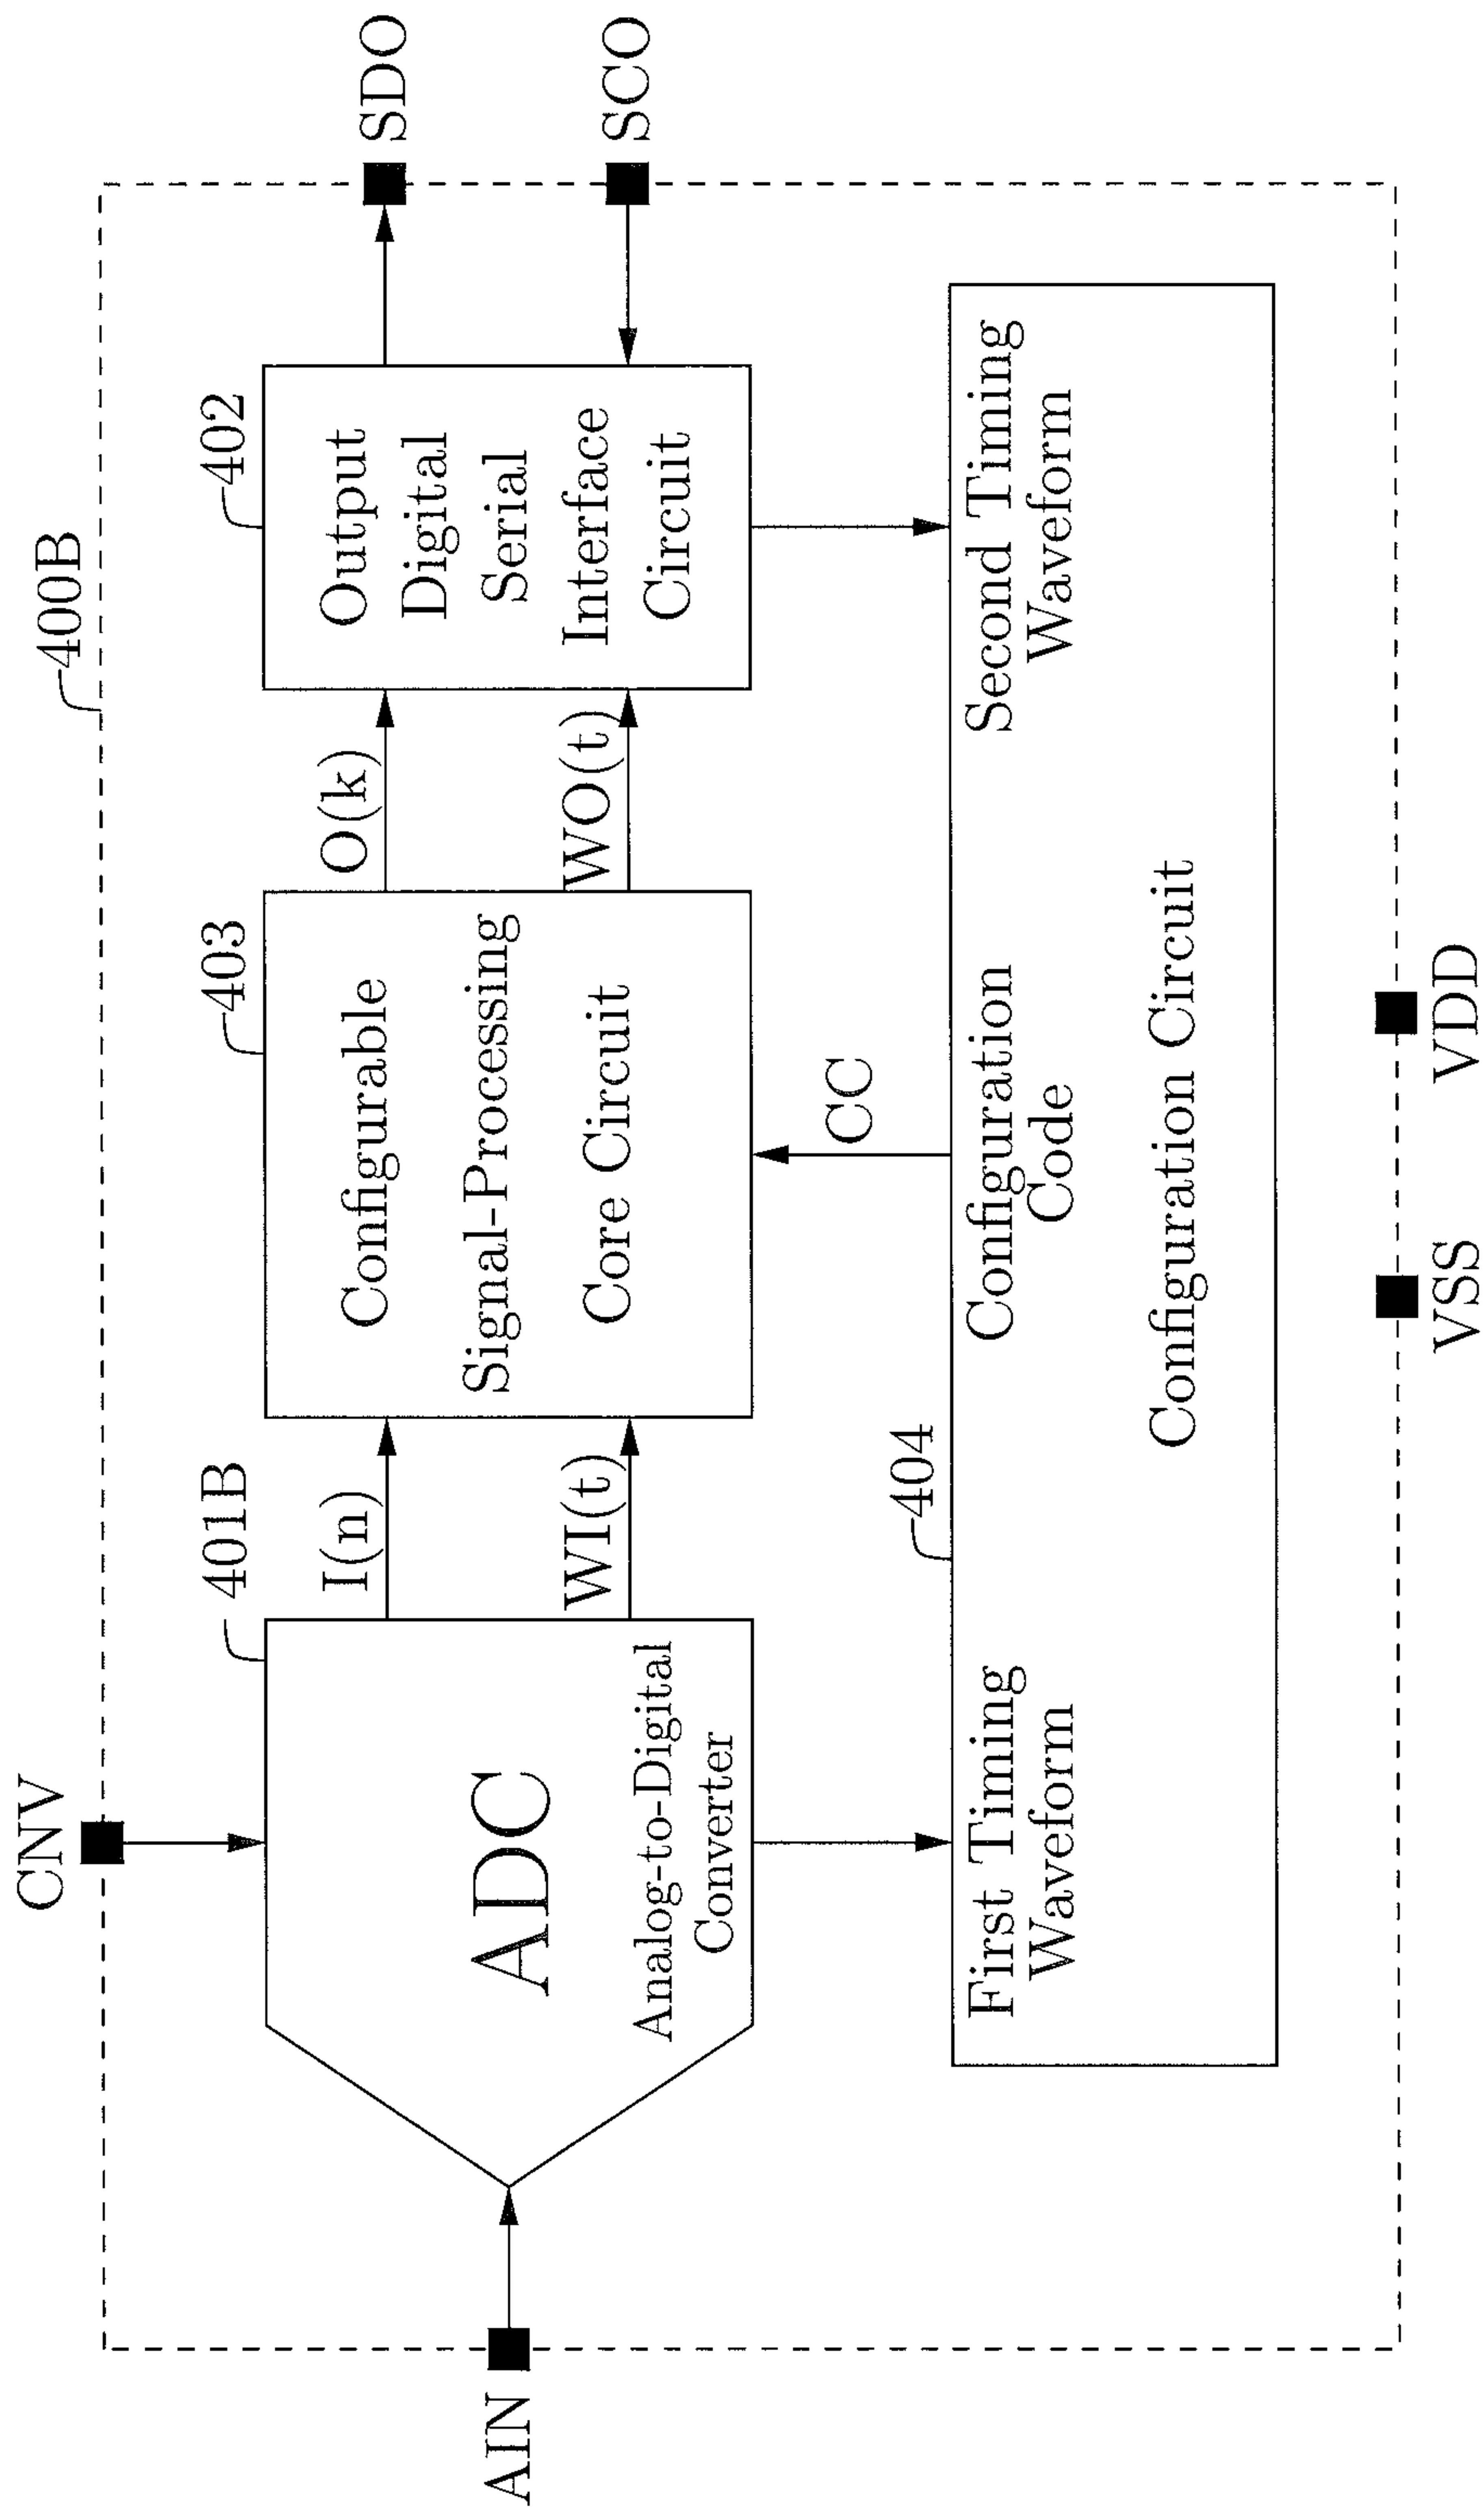 400B
CNV
401B
403
402
AIN
ADC
Analog-to-Digital
Converter
I(n)
WI(t)
Configurable
Signal-Processing
Core Circuit
O(k)
WO(t)
Output
Digital
Serial
Interface
Circuit
SDO
SCO
CC
404
First Timing
Waveform
Configuration
Code
Second Timing
Waveform
Configuration Circuit
VSS
VDD